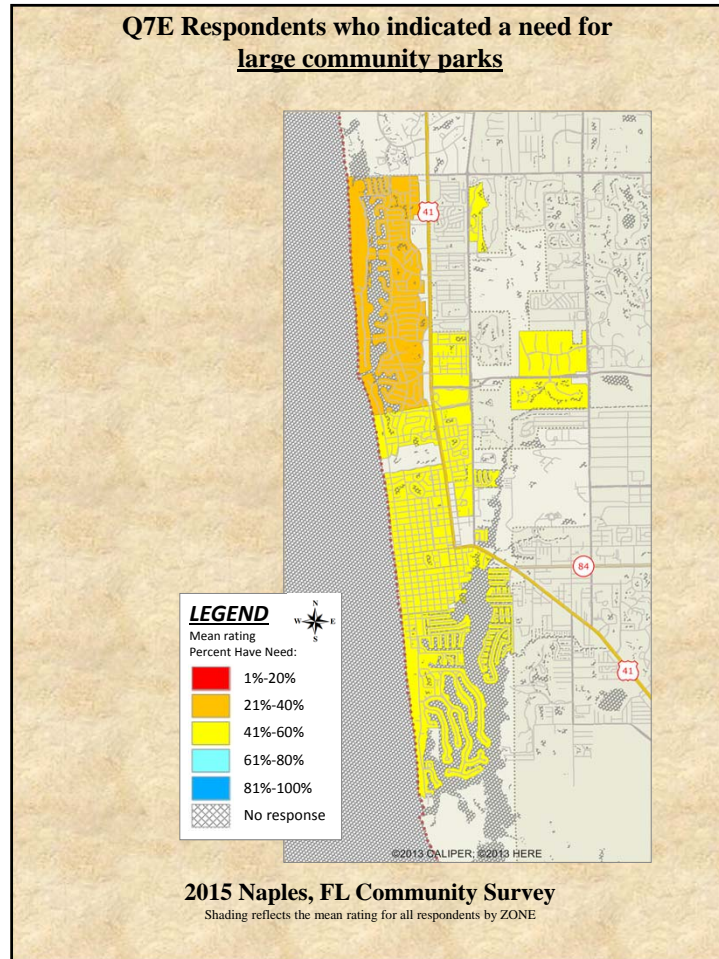 Q7E Respondents who indicated a need for
large community parks
41
84
41
LEGEND
N
W E
S
Mean rating
Percent Have Need:
1%-20%
21%-40%
41%-60%
61%-80%
81%-100%
No response
©2013 CALIPER; ©2013 HERE
2015 Naples, FL Community Survey
Shading reflects the mean rating for all respondents by ZONE